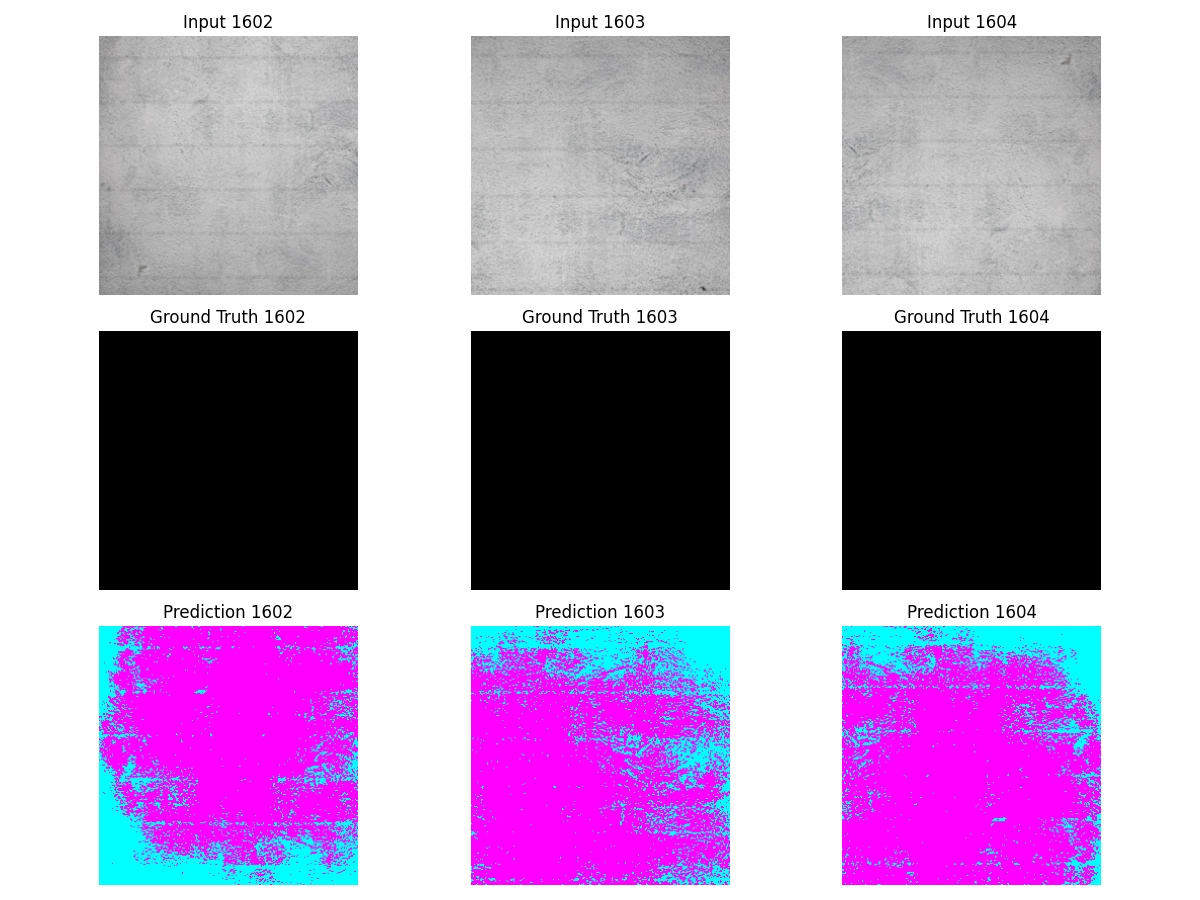 Input 1602
Input 1603
Input 1604
Ground Truth 1602
Ground Truth 1603
Ground Truth 1604
Prediction 1602
Prediction 1603
Prediction 1604